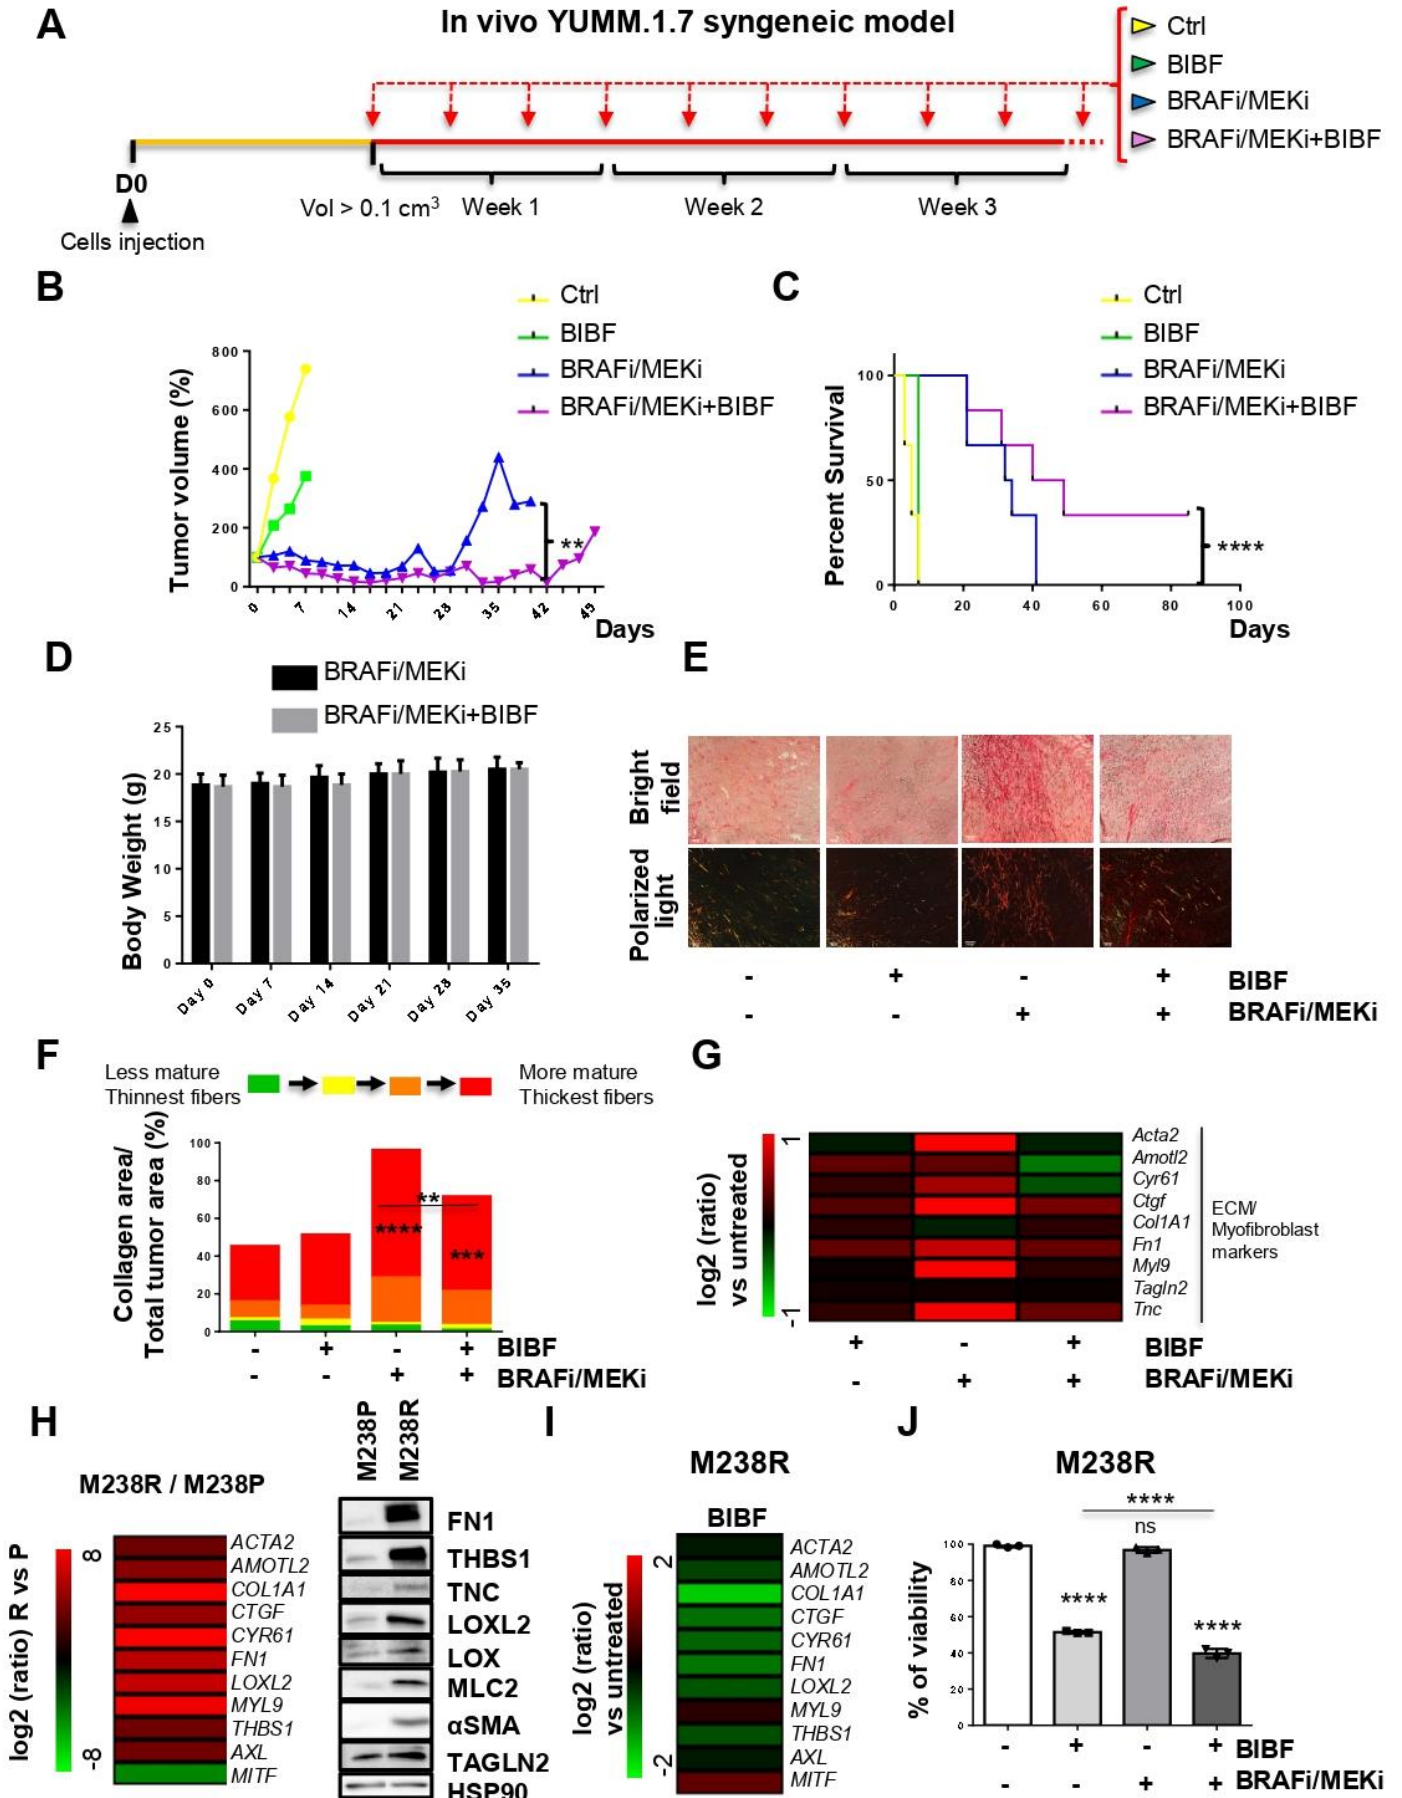 A
In vivo YUMM.1.7 syngeneic model
Ctrl
BIBF
BRAFi/MEKi
BRAFi/MEKi+BIBF
D0
Cells injection
Vol > 0.1 cm³
Week 1
Week 2
Week 3
B
Ctrl
BIBF
BRAFi/MEKi
BRAFi/MEKi+BIBF
Tumor volume (%)
800
600
400
200
0
0 7 14 21 28 35 42 49
Days
**
C
Ctrl
BIBF
BRAFi/MEKi
BRAFi/MEKi+BIBF
Percent Survival
100
50
0
0 20 40 60 80 100
Days
****
D
BRAFi/MEKi
BRAFi/MEKi+BIBF
Body Weight (g)
25
20
15
10
5
0
Day 0 Day 7 Day 14 Day 21 Day 28 Day 35
E
Bright field
Polarized light
- + - + BIBF
- - + + BRAFi/MEKi
F
Less mature
Thinnest fibers
More mature
Thickest fibers
Collagen area/
Total tumor area (%)
100
80
60
40
20
0
**
****
***
- + - + BIBF
- - + + BRAFi/MEKi
G
log2 (ratio)
vs untreated
1
-1
Acta2
Amotl2
Cyr61
Ctgf
Col1A1
Fn1
Myl9
Tagln2
Tnc
ECM/
Myofibroblast
markers
+ - + BIBF
- + + BRAFi/MEKi
H
M238R / M238P
log2 (ratio) R vs P
8
-8
ACTA2
AMOTL2
COL1A1
CTGF
CYR61
FN1
LOXL2
MYL9
THBS1
AXL
MITF
M238P
M238R
FN1
THBS1
TNC
LOXL2
LOX
MLC2
αSMA
TAGLN2
HSP90
I
M238R
BIBF
log2 (ratio)
vs untreated
2
-2
ACTA2
AMOTL2
COL1A1
CTGF
CYR61
FN1
LOXL2
MYL9
THBS1
AXL
MITF
J
M238R
****
ns
****
****
% of viability
100
80
60
40
20
0
- + - + BIBF
- - + + BRAFi/MEKi